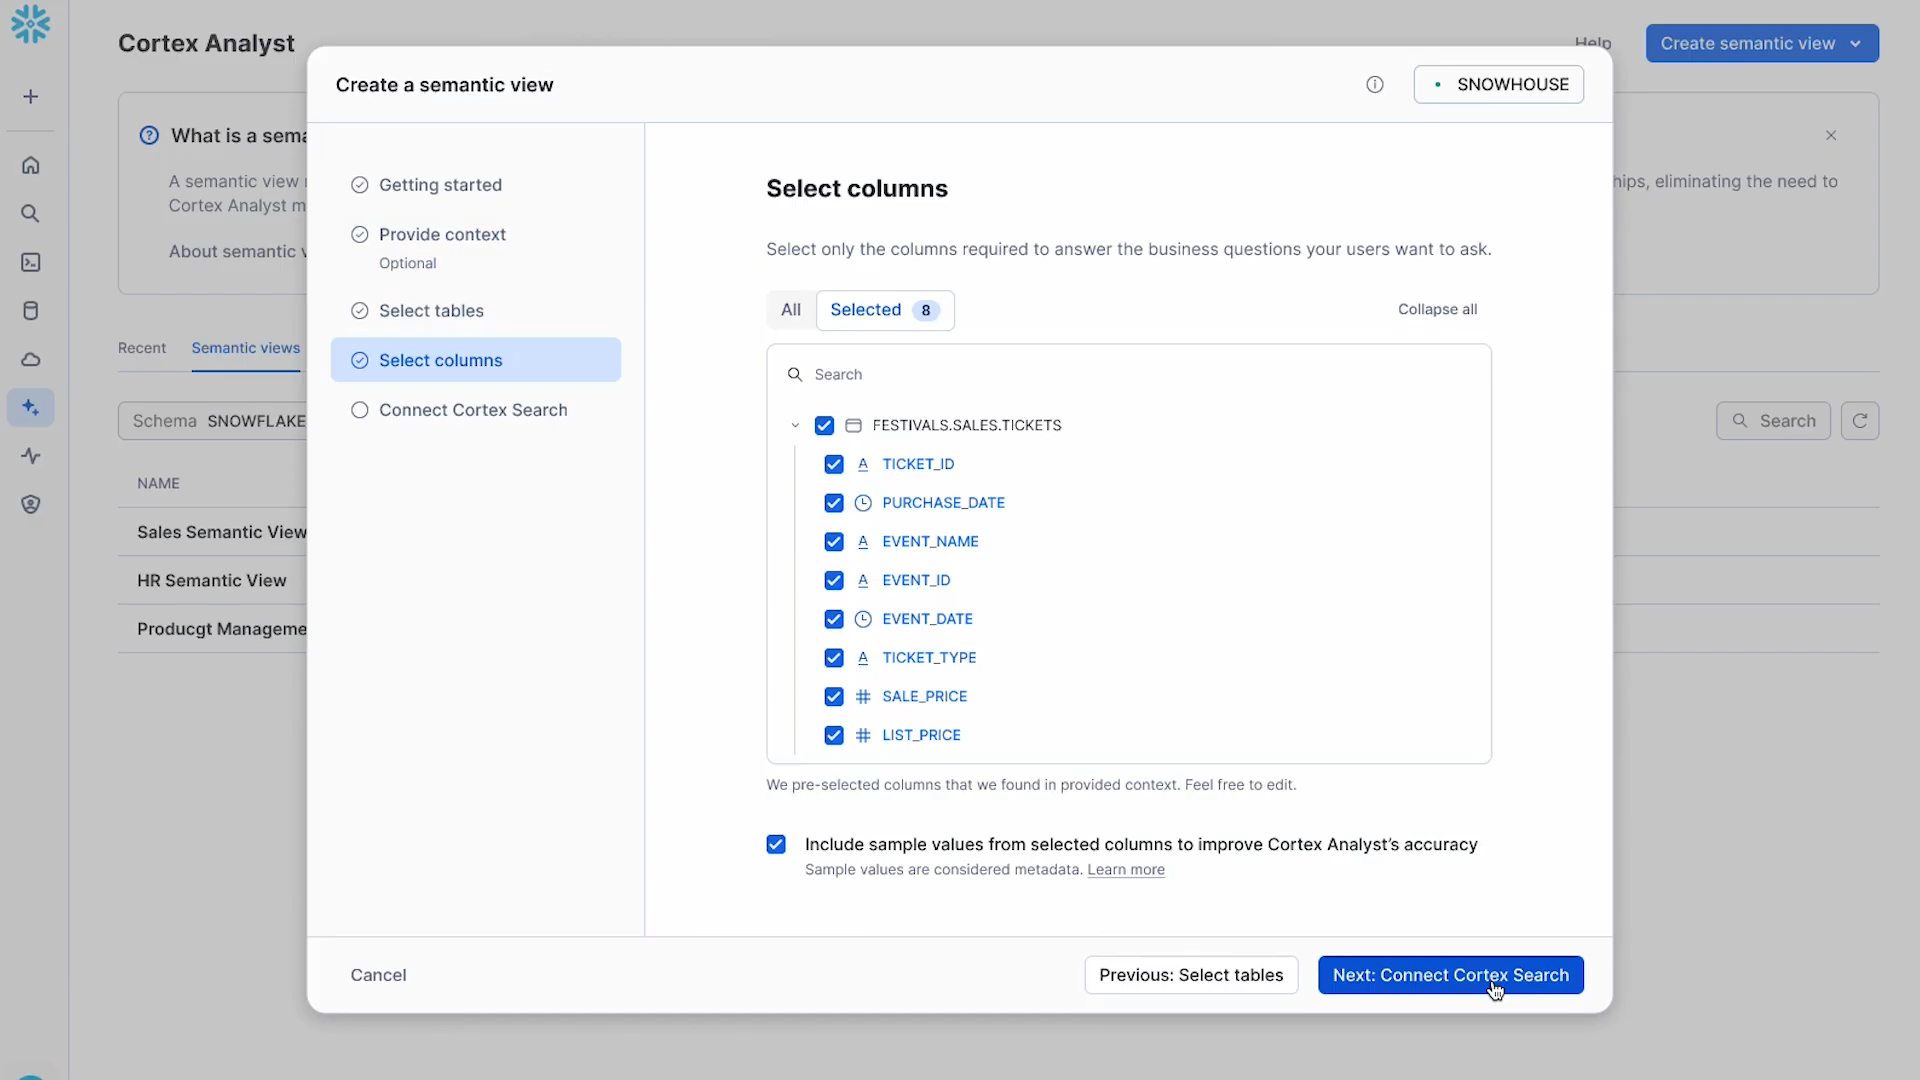 Cortex Analyst
Help
Create semantic view
What is a sema
A semantic view
hips, eliminating the need to
Cortex Analyst m
About semantic v
Recent
Semantic views
Schema SNOWFLAKE
Search
NAME
Sales Semantic View
HR Semantic View
Producgt Manageme
Create a semantic view
SNOWHOUSE
Getting started
Provide context
Optional
Select tables
Select columns
Connect Cortex Search
Select columns
Select only the columns required to answer the business questions your users want to ask.
All
Selected 8
Collapse all
Search
FESTIVALS.SALES.TICKETS
TICKET_ID
PURCHASE_DATE
EVENT_NAME
EVENT_ID
EVENT_DATE
TICKET_TYPE
SALE_PRICE
LIST_PRICE
We pre-selected columns that we found in provided context. Feel free to edit.
Include sample values from selected columns to improve Cortex Analyst’s accuracy
Sample values are considered metadata. Learn more
Cancel
Previous: Select tables
Next: Connect Cortex Search